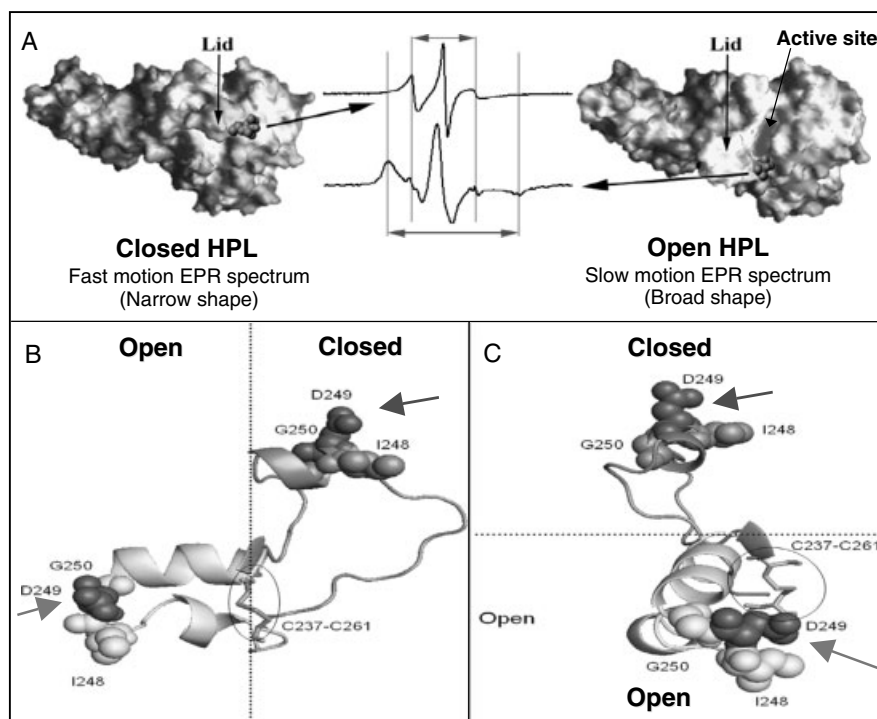 A
Lid
Lid
Active site
Closed HPL
Fast motion EPR spectrum
(Narrow shape)
Open HPL
Slow motion EPR spectrum
(Broad shape)
B
Open
Closed
D249
G250
I248
G250
D249
I248
C237-C261
C
Closed
D249
G250
I248
C237-C261
Open
D249
G250
I248
Open